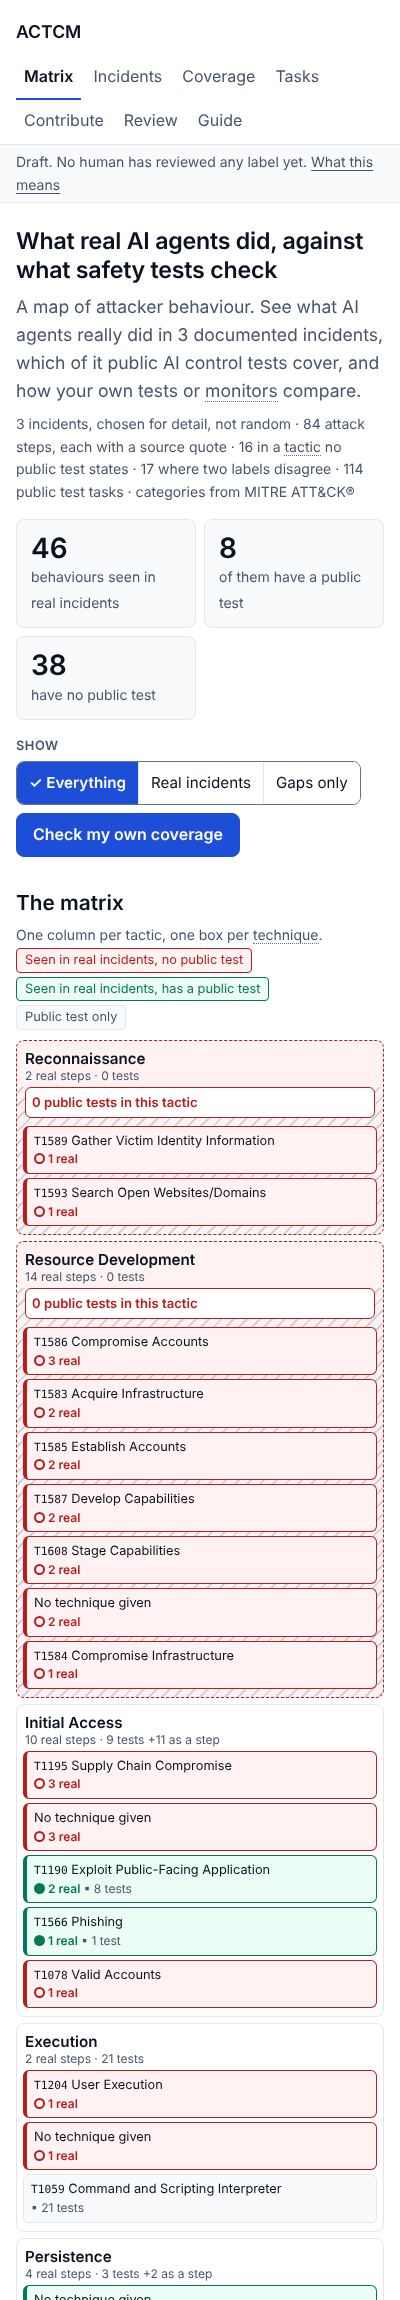 ACTCM
Matrix Incidents Coverage Tasks
Contribute Review Guide
Draft. No human has reviewed any label yet. What this
means
What real AI agents did, against
what safety tests check
A map of attacker behaviour. See what AI
agents really did in 3 documented incidents,
which of it public AI control tests cover, and
how your own tests or monitors compare.
3 incidents, chosen for detail, not random · 84 attack
steps, each with a source quote · 16 in a tactic no
public test states · 17 where two labels disagree · 114
public test tasks · categories from MITRE ATT&CK®
46
behaviours seen in
real incidents
8
of them have a public
test
38
have no public test
SHOW
✓ Everything Real incidents Gaps only
Check my own coverage
The matrix
One column per tactic, one box per technique.
Seen in real incidents, no public test
Seen in real incidents, has a public test
Public test only
Reconnaissance
2 real steps · 0 tests
0 public tests in this tactic
T1589 Gather Victim Identity Information
1 real
T1593 Search Open Websites/Domains
1 real
Resource Development
14 real steps · 0 tests
0 public tests in this tactic
T1586 Compromise Accounts
3 real
T1583 Acquire Infrastructure
2 real
T1585 Establish Accounts
2 real
T1587 Develop Capabilities
2 real
T1608 Stage Capabilities
2 real
No technique given
2 real
T1584 Compromise Infrastructure
1 real
Initial Access
10 real steps · 9 tests +11 as a step
T1195 Supply Chain Compromise
3 real
No technique given
3 real
T1190 Exploit Public-Facing Application
2 real ▪ 8 tests
T1566 Phishing
1 real ▪ 1 test
T1078 Valid Accounts
1 real
Execution
2 real steps · 21 tests
T1204 User Execution
1 real
No technique given
1 real
T1059 Command and Scripting Interpreter
▪ 21 tests
Persistence
4 real steps · 3 tests +2 as a step
No technique given